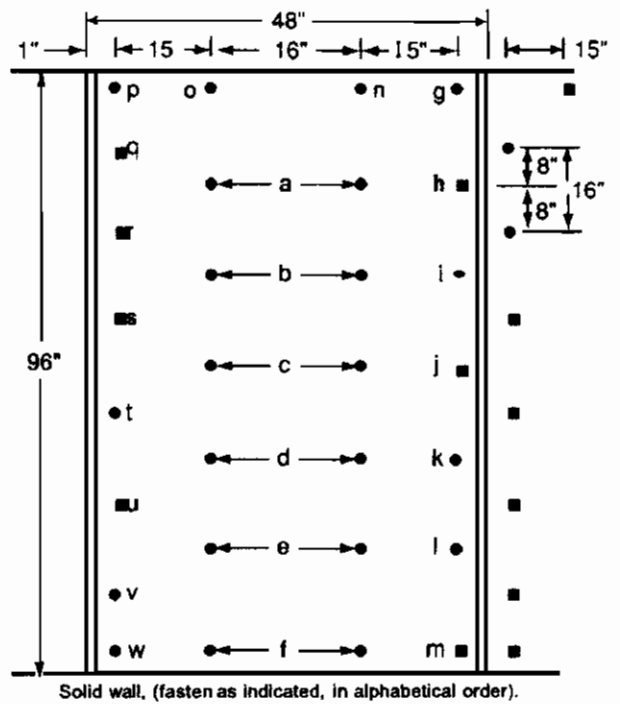 48"
1" 15 16" 15" 15"
p o n g
q 8"
a h 16"
r 8"
b i
s
96" c j
t
d k
u
e l
v
w f m
Solid wall, (fasten as indicated, in alphabetical order).